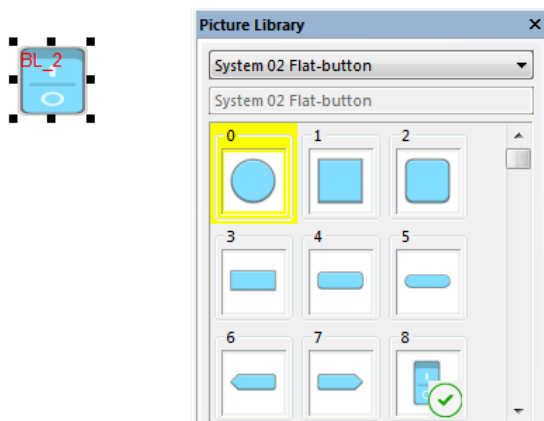 BL_2
Picture Library
System 02 Flat-button
System 02 Flat-button
0 1 2
3 4 5
6 7 8